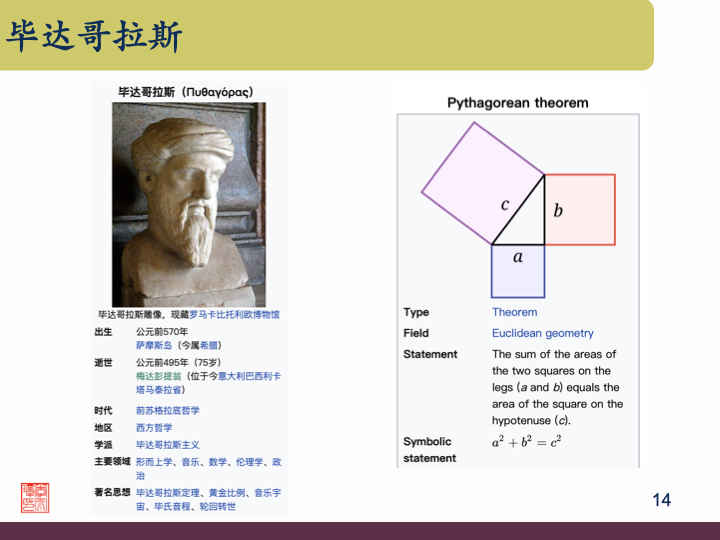 毕达哥拉斯
毕达哥拉斯（Πυθαγόρας）
毕达哥拉斯雕像，现藏罗马卡比托利欧博物馆
出生 公元前570年
萨摩斯岛（今属希腊）
逝世 公元前495年（75岁）
梅达彭提翁（位于今意大利巴西利卡
塔马泰拉省）
时代 前苏格拉底哲学
地区 西方哲学
学派 毕达哥拉斯主义
主要领域 形而上学、音乐、数学、伦理学、政
治
著名思想 毕达哥拉斯定理、黄金比例、音乐宇
宙、毕氏音程、轮回转世
Pythagorean theorem
c
b
a
Type Theorem
Field Euclidean geometry
Statement The sum of the areas of
the two squares on the
legs (a and b) equals the
area of the square on the
hypotenuse (c).
Symbolic a² + b² = c²
statement
14